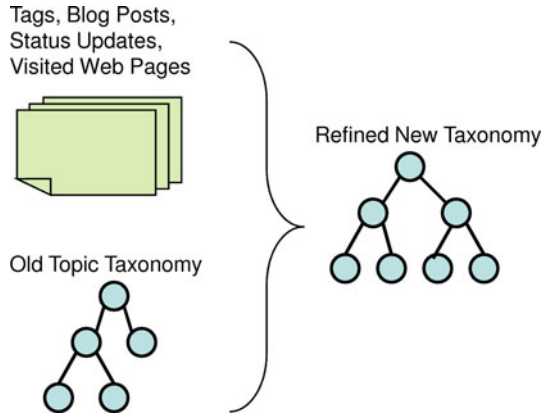 Tags, Blog Posts,
Status Updates,
Visited Web Pages
Refined New Taxonomy
Old Topic Taxonomy